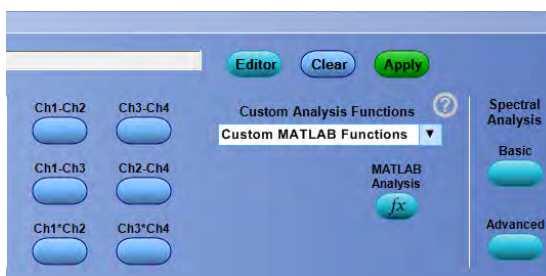 Editor Clear Apply
Ch1-Ch2 Ch3-Ch4
Custom Analysis Functions ?
Custom MATLAB Functions
Spectral
Analysis
Basic
Ch1-Ch3 Ch2-Ch4
MATLAB
Analysis
fx
Ch1*Ch2 Ch3*Ch4
Advanced